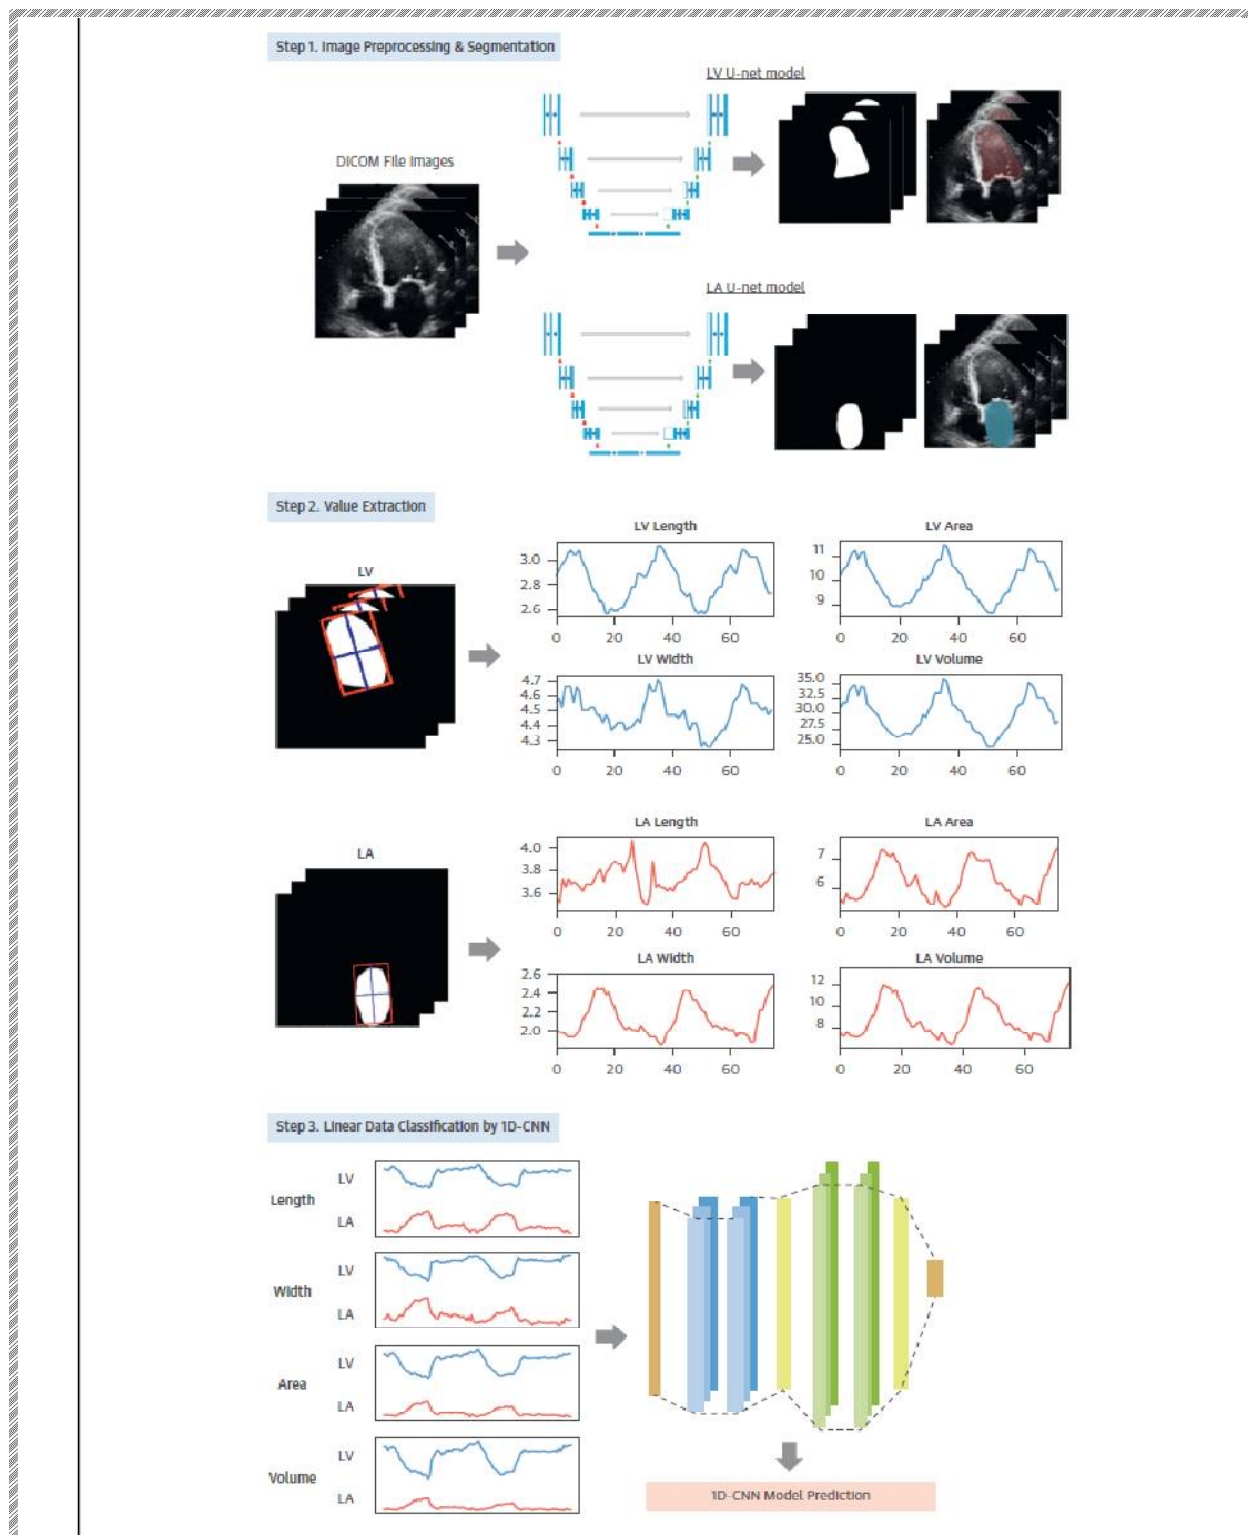 Step 1. Image Preprocessing & Segmentation
LV U-net model
DICOM File Images
LA U-net model
Step 2. Value Extraction
LV
LV Length
3.0
2.8
2.6
0 20 40 60
LV Area
11
10
9
0 20 40 60
LV Width
4.7
4.6
4.5
4.4
4.3
0 20 40 60
LV Volume
35.0
32.5
30.0
27.5
25.0
0 20 40 60
LA
LA Length
4.0
3.8
3.6
0 20 40 60
LA Area
7
6
0 20 40 60
LA Width
2.6
2.4
2.2
2.0
0 20 40 60
LA Volume
12
10
8
0 20 40 60
Step 3. Linear Data Classification by 1D-CNN
Length
LV
LA
Width
LV
LA
Area
LV
LA
Volume
LV
LA
1D-CNN Model Prediction